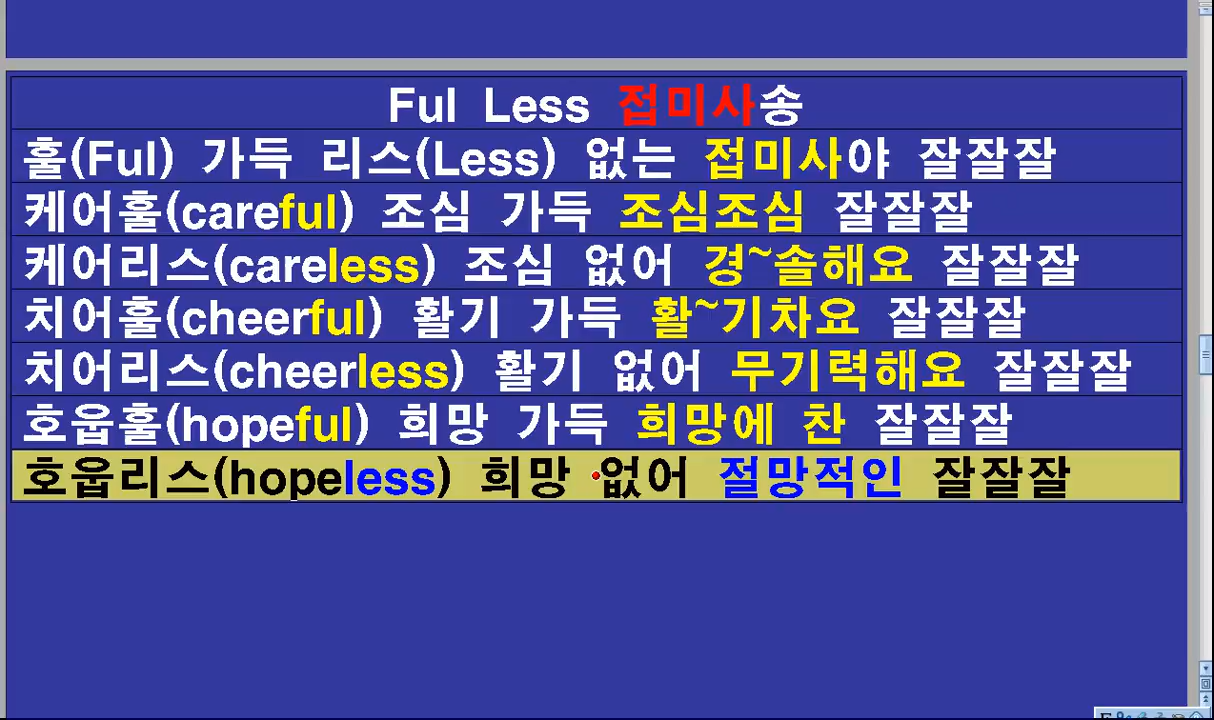 Ful Less 접미사송
훌(Ful) 가득 리스(Less) 없는 접미사야 잘잘잘
케어훌(careful) 조심 가득 조심조심 잘잘잘
케어리스(careless) 조심 없어 경~솔해요 잘잘잘
치어훌(cheerful) 활기 가득 활~기차요 잘잘잘
치어리스(cheerless) 활기 없어 무기력해요 잘잘잘
호웁훌(hopeful) 희망 가득 희망에 찬 잘잘잘
호웁리스(hopeless) 희망 없어 절망적인 잘잘잘